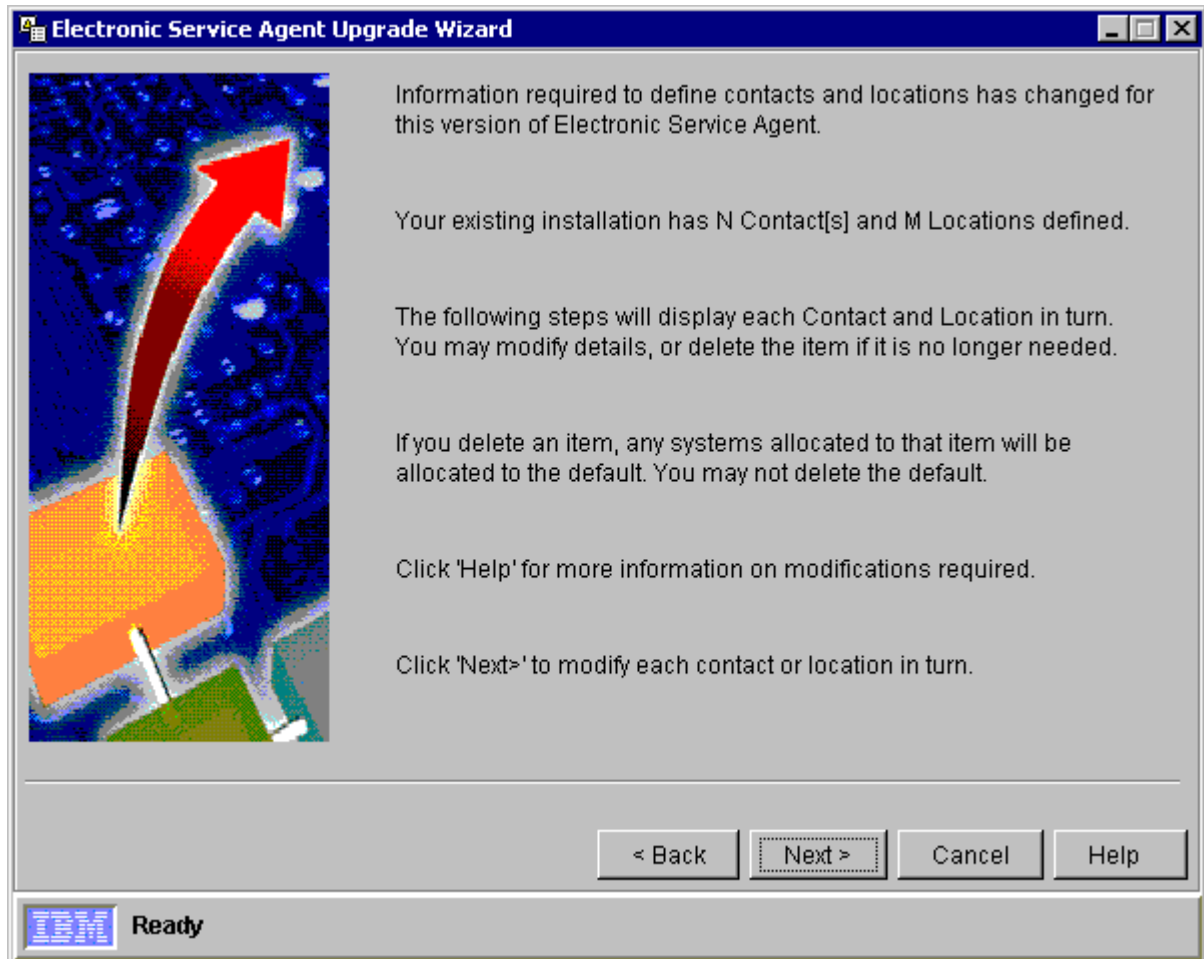 Electronic Service Agent Upgrade Wizard
Information required to define contacts and locations has changed for
this version of Electronic Service Agent.
Your existing installation has N Contact[s] and M Locations defined.
The following steps will display each Contact and Location in turn.
You may modify details, or delete the item if it is no longer needed.
If you delete an item, any systems allocated to that item will be
allocated to the default. You may not delete the default.
Click 'Help' for more information on modifications required.
Click 'Next>' to modify each contact or location in turn.
< Back
Next >
Cancel
Help
IBM
Ready